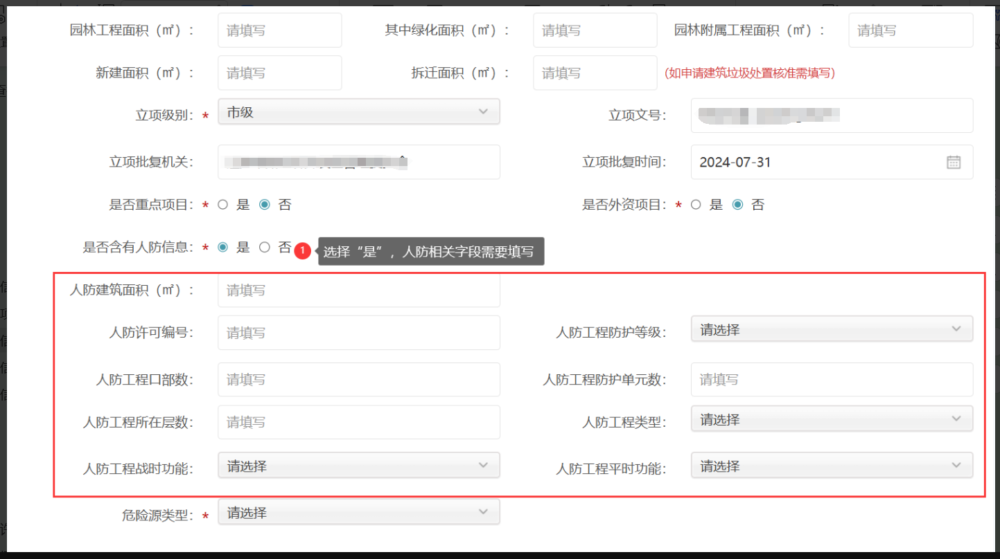 园林工程面积（㎡）： 请填写 其中绿化面积（㎡）： 请填写 园林附属工程面积（㎡）： 请填写
新建面积（㎡）： 请填写 拆迁面积（㎡）： 请填写 (如申请建筑垃圾处置核准需填写)
立项级别：* 市级 立项文号：
立项批复机关： 立项批复时间： 2024-07-31
是否重点项目：* 是 否 是否外资项目：* 是 否
是否含有人防信息：* 是 否 1 选择“是”，人防相关字段需要填写
人防建筑面积（㎡）： 请填写
人防许可编号： 请填写 人防工程防护等级： 请选择
人防工程口部数： 请填写 人防工程防护单元数： 请填写
人防工程所在层数： 请填写 人防工程类型： 请选择
人防工程战时功能： 请选择 人防工程平时功能： 请选择
危险源类型：* 请选择